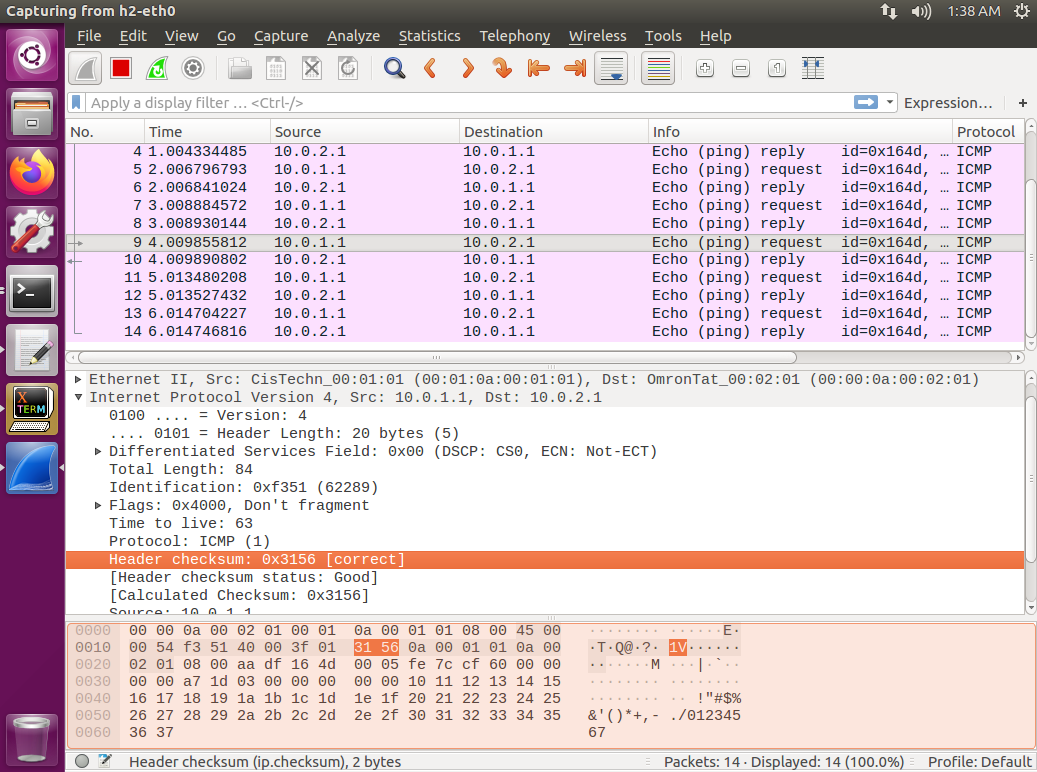 Capturing from h2-eth0 1:38 AM
File Edit View Go Capture Analyze Statistics Telephony Wireless Tools Help
Apply a display filter … <Ctrl-/> Expression… +
No. Time Source Destination Info Protocol
4 1.004334485 10.0.2.1 10.0.1.1 Echo (ping) reply id=0x164d, … ICMP
5 2.006796793 10.0.1.1 10.0.2.1 Echo (ping) request id=0x164d, … ICMP
6 2.006841024 10.0.2.1 10.0.1.1 Echo (ping) reply id=0x164d, … ICMP
7 3.008884572 10.0.1.1 10.0.2.1 Echo (ping) request id=0x164d, … ICMP
8 3.008930144 10.0.2.1 10.0.1.1 Echo (ping) reply id=0x164d, … ICMP
9 4.009855812 10.0.1.1 10.0.2.1 Echo (ping) request id=0x164d, … ICMP
10 4.009890802 10.0.2.1 10.0.1.1 Echo (ping) reply id=0x164d, … ICMP
11 5.013480208 10.0.1.1 10.0.2.1 Echo (ping) request id=0x164d, … ICMP
12 5.013527432 10.0.2.1 10.0.1.1 Echo (ping) reply id=0x164d, … ICMP
13 6.014704227 10.0.1.1 10.0.2.1 Echo (ping) request id=0x164d, … ICMP
14 6.014746816 10.0.2.1 10.0.1.1 Echo (ping) reply id=0x164d, … ICMP
Ethernet II, Src: CisTechn_00:01:01 (00:01:0a:00:01:01), Dst: OmronTat_00:02:01 (00:00:0a:00:02:01)
Internet Protocol Version 4, Src: 10.0.1.1, Dst: 10.0.2.1
0100 .... = Version: 4
.... 0101 = Header Length: 20 bytes (5)
Differentiated Services Field: 0x00 (DSCP: CS0, ECN: Not-ECT)
Total Length: 84
Identification: 0xf351 (62289)
Flags: 0x4000, Don't fragment
Time to live: 63
Protocol: ICMP (1)
Header checksum: 0x3156 [correct]
[Header checksum status: Good]
[Calculated Checksum: 0x3156]
Source: 10.0.1.1
0000 00 00 0a 00 02 01 00 01 0a 00 01 01 08 00 45 00 ········ ······E·
0010 00 54 f3 51 40 00 3f 01 31 56 0a 00 01 01 0a 00 ·T·Q@·?· 1V······
0020 02 01 08 00 aa df 16 4d 00 05 fe 7c cf 60 00 00 ·······M ···|·`··
0030 00 00 a7 1d 03 00 00 00 00 00 10 11 12 13 14 15 ········ ········
0040 16 17 18 19 1a 1b 1c 1d 1e 1f 20 21 22 23 24 25 ········ ·· !"#$%
0050 26 27 28 29 2a 2b 2c 2d 2e 2f 30 31 32 33 34 35 &'()*+,- ./012345
0060 36 37 67
X TERM
Header checksum (ip.checksum), 2 bytes Packets: 14 · Displayed: 14 (100.0%) Profile: Default